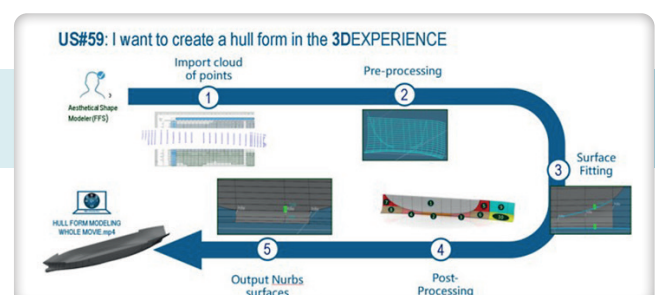 US#59: I want to create a hull form in the 3DEXPERIENCE
Import cloud
of points
Pre-processing
1
2
Aesthetical Shape
Modeler(FFS)
Surface
Fitting
3
HULL FORM MODELING
WHOLE MOVIE.mp4
5
4
Output Nurbs
surfaces
Post-
Processing